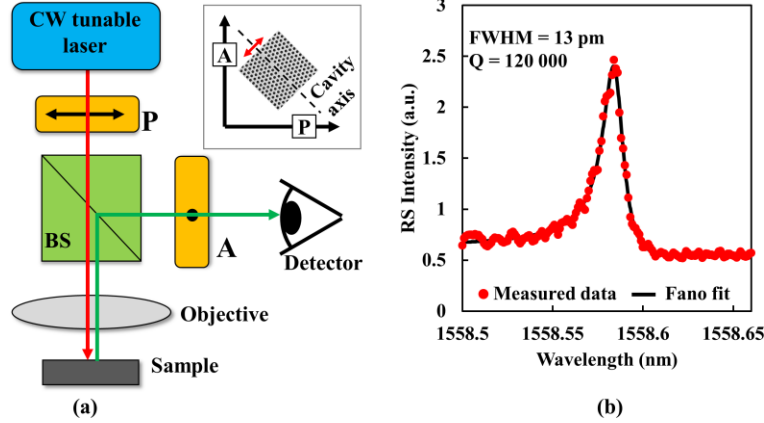 CW tunable
laser
P
BS
A
Detector
Objective
Sample
(a)
A
P
Cavity
axis
RS Intensity (a.u.)
3
2.5
2
1.5
1
0.5
0
FWHM = 13 pm
Q = 120 000
Measured data
Fano fit
1558.5
1558.55
1558.6
1558.65
Wavelength (nm)
(b)